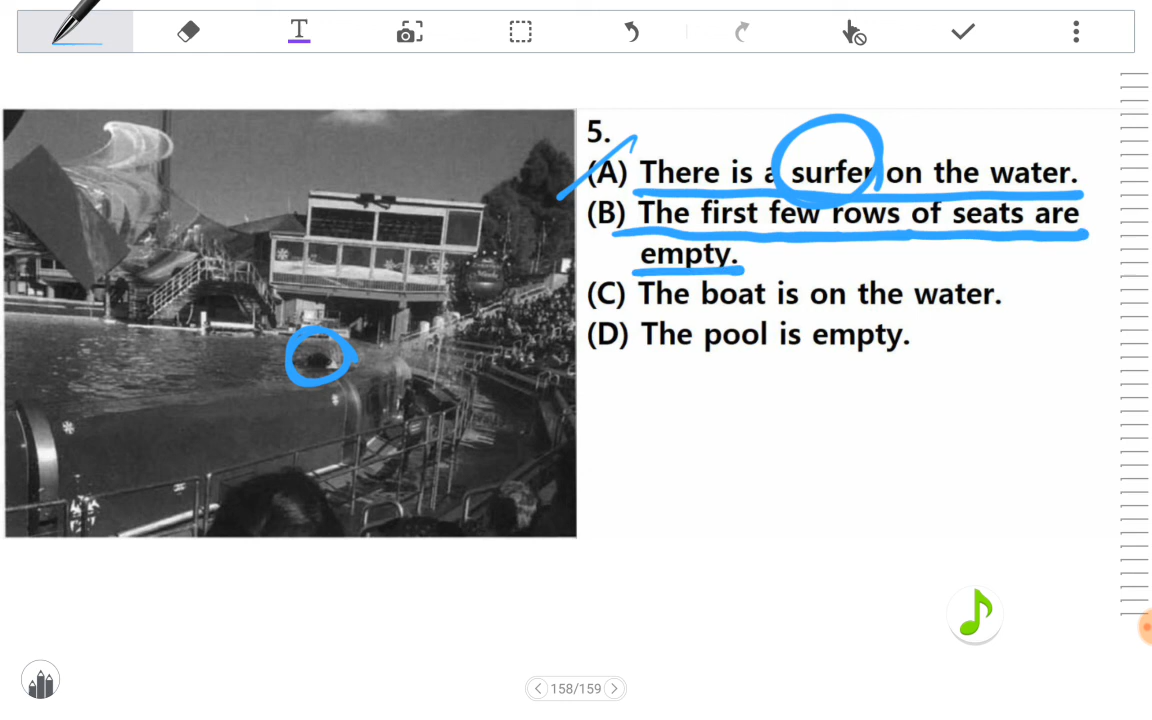 T
5.
(A) There is a surfer on the water.
(B) The first few rows of seats are
empty.
(C) The boat is on the water.
(D) The pool is empty.
158/159